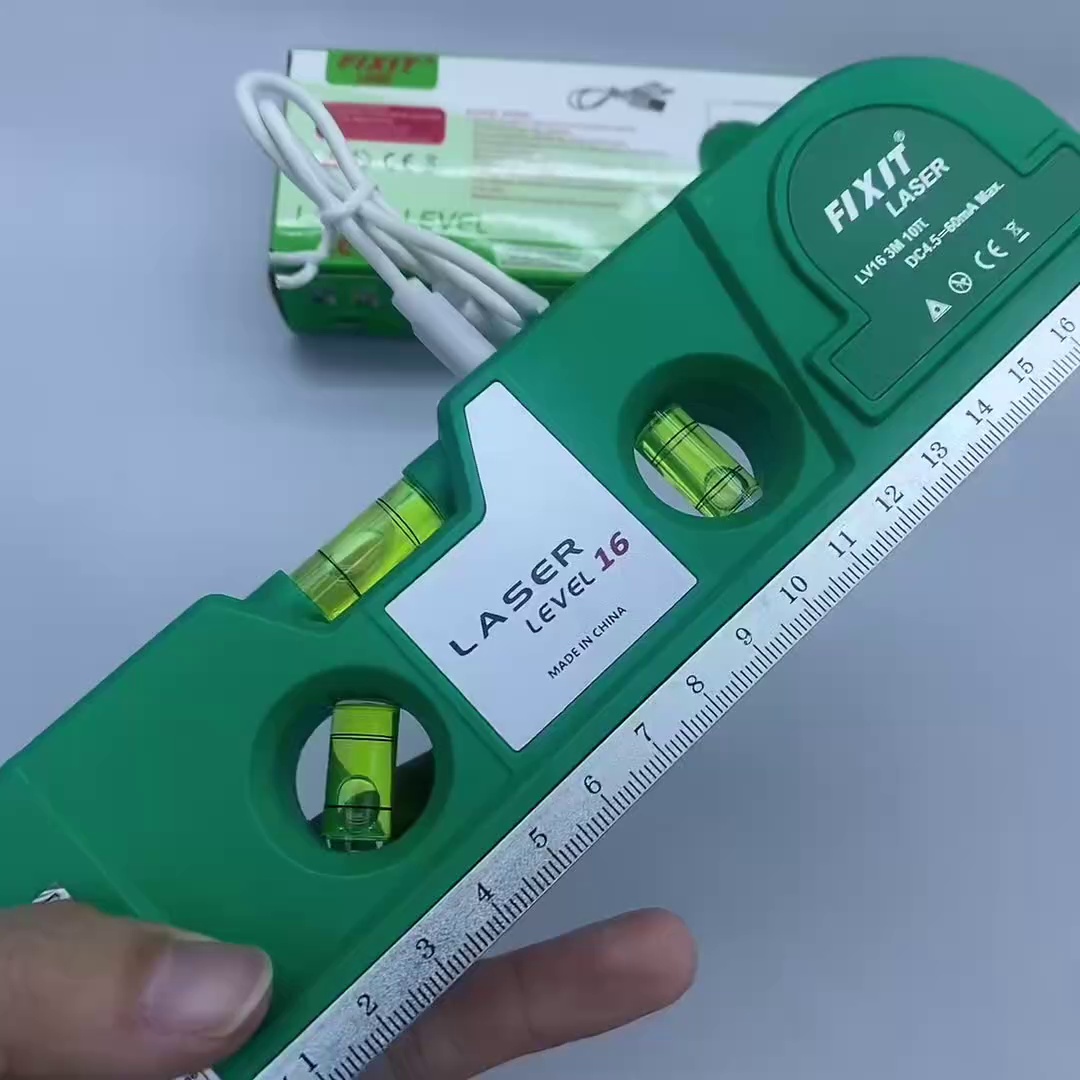 FIXIT
LEVEL
FIXIT®
LASER
LV16 3M 10ft
DC4.5=60mA Max.
CE
LASER
LEVEL 16
MADE IN CHINA
1 2 3 4 5 6 7 8 9 10 11 12 13 14 15 16